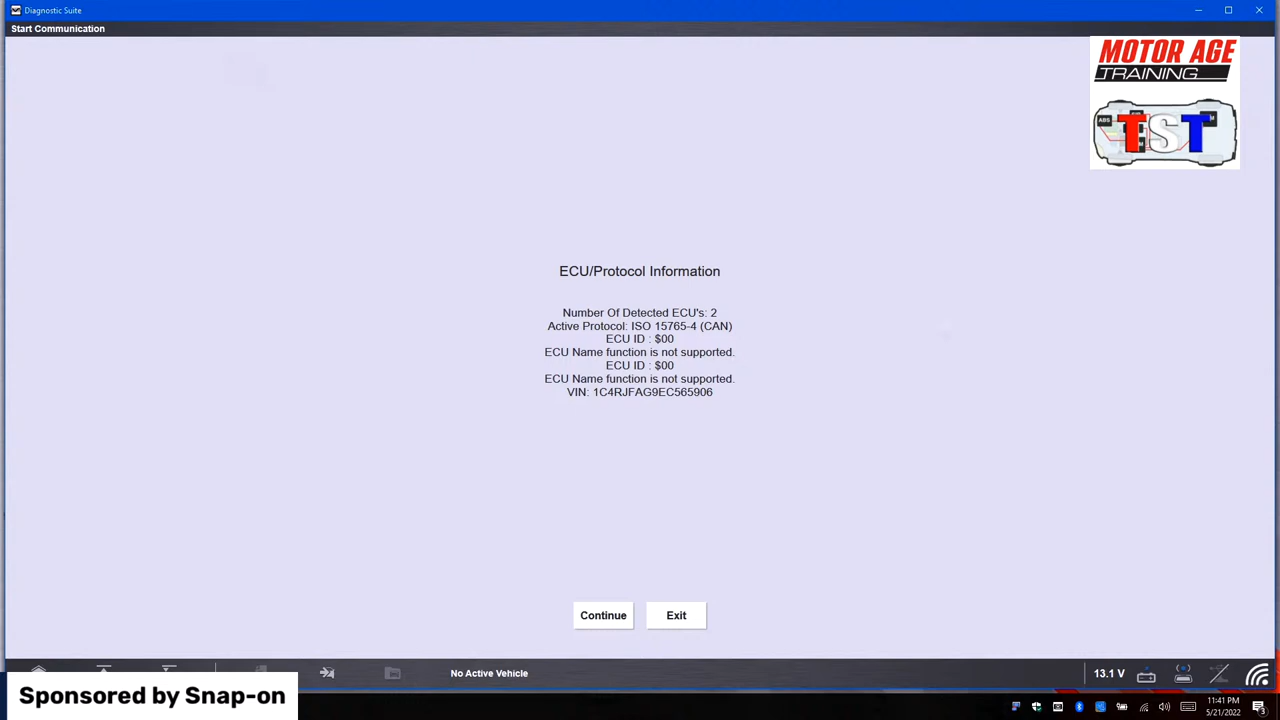 Diagnostic Suite
Start Communication
MOTOR AGE
TRAINING
ABS
TST
ECU/Protocol Information
Number Of Detected ECU's: 2
Active Protocol: ISO 15765-4 (CAN)
ECU ID : $00
ECU Name function is not supported.
ECU ID : $00
ECU Name function is not supported.
VIN: 1C4RJFAG9EC565906
Continue
Exit
No Active Vehicle
13.1 V
Sponsored by Snap-on
11:41 PM
5/21/2022